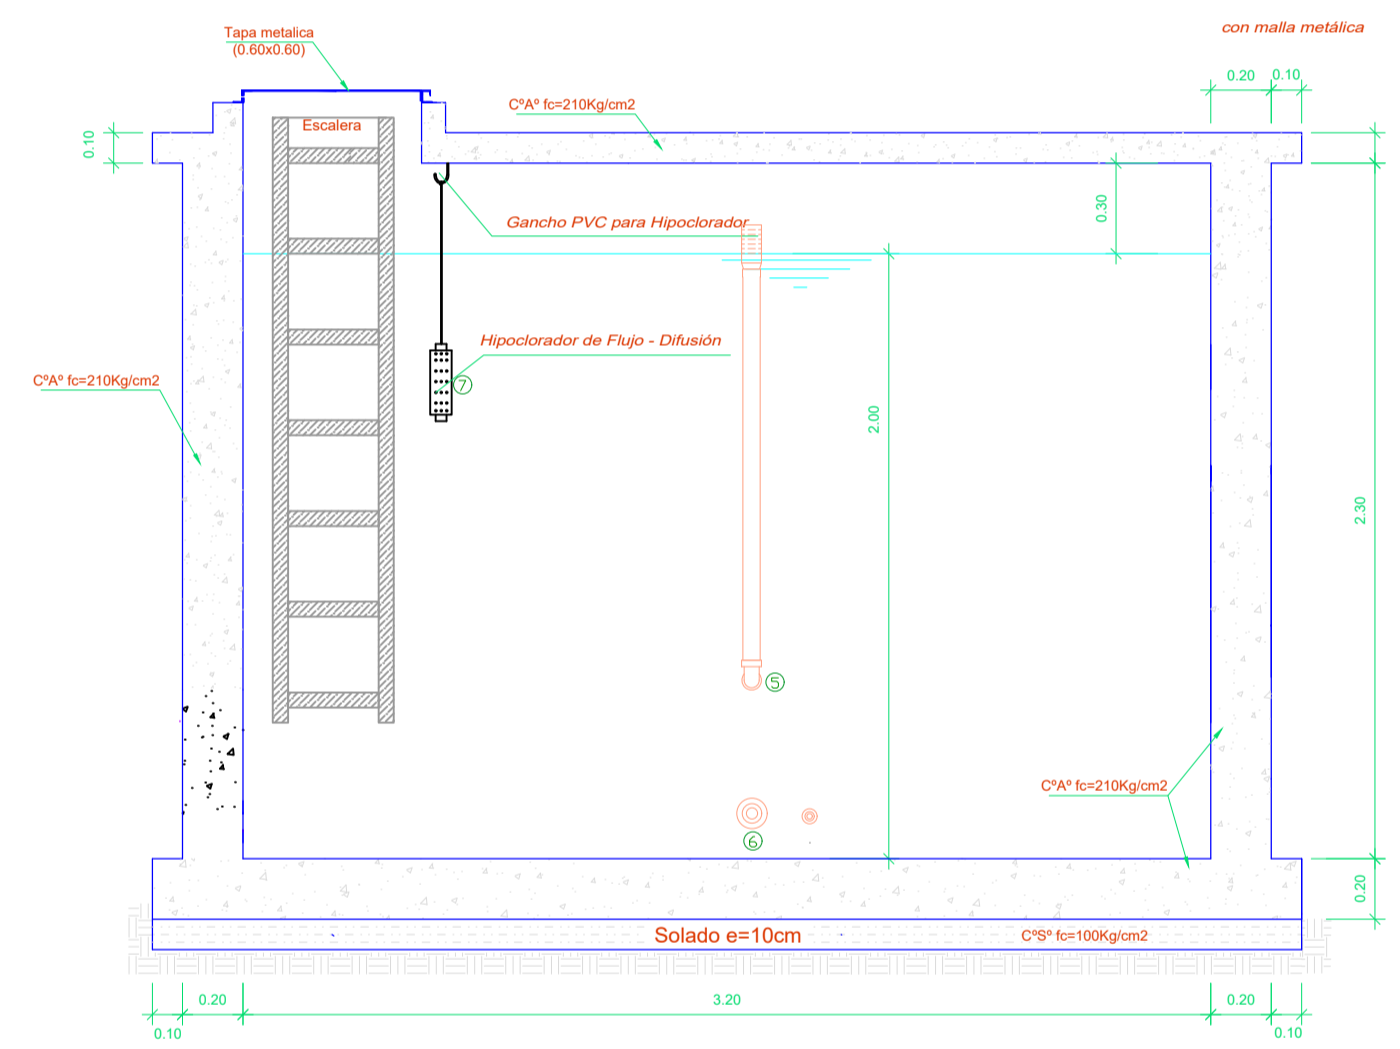 con malla metálica
Tapa metalica
(0.60x0.60)
0.20
0.10
CºAº fc=210Kg/cm2
Escalera
0.10
0.30
Gancho PVC para Hipoclorador
Hipoclorador de Flujo - Difusión
7
CºAº fc=210Kg/cm2
2.00
2.30
5
CºAº fc=210Kg/cm2
6
0.20
Solado e=10cm
CºSº fc=100Kg/cm2
0.20
3.20
0.20
0.10
0.10